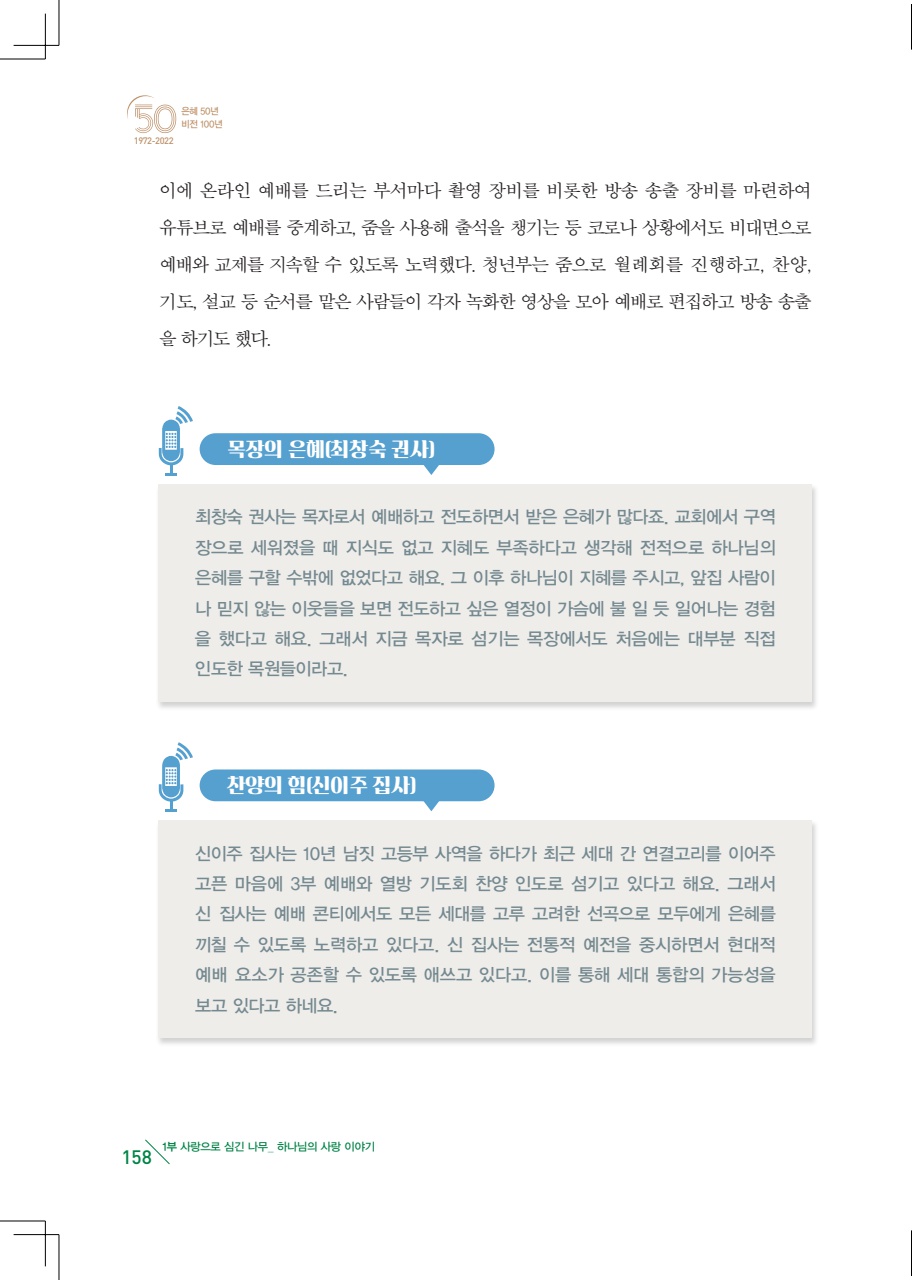 50
은혜 50년
비전 100년
1972-2022
이에 온라인 예배를 드리는 부서마다 촬영 장비를 비롯한 방송 송출 장비를 마련하여
유튜브로 예배를 중계하고, 줌을 사용해 출석을 챙기는 등 코로나 상황에서도 비대면으로
예배와 교제를 지속할 수 있도록 노력했다. 청년부는 줌으로 월례회를 진행하고, 찬양,
기도, 설교 등 순서를 맡은 사람들이 각자 녹화한 영상을 모아 예배로 편집하고 방송 송출
을 하기도 했다.
목장의 은혜(최창숙 권사)
최창숙 권사는 목자로서 예배하고 전도하면서 받은 은혜가 많다죠. 교회에서 구역
장으로 세워졌을 때 지식도 없고 지혜도 부족하다고 생각해 전적으로 하나님의
은혜를 구할 수밖에 없었다고 해요. 그 이후 하나님이 지혜를 주시고, 앞집 사람이
나 믿지 않는 이웃들을 보면 전도하고 싶은 열정이 가슴에 불 일 듯 일어나는 경험
을 했다고 해요. 그래서 지금 목자로 섬기는 목장에서도 처음에는 대부분 직접
인도한 목원들이라고.
찬양의 힘(신이주 집사)
신이주 집사는 10년 남짓 고등부 사역을 하다가 최근 세대 간 연결고리를 이어주
고픈 마음에 3부 예배와 열방 기도회 찬양 인도로 섬기고 있다고 해요. 그래서
신 집사는 예배 콘티에서도 모든 세대를 고루 고려한 선곡으로 모두에게 은혜를
끼칠 수 있도록 노력하고 있다고. 신 집사는 전통적 예전을 중시하면서 현대적
예배 요소가 공존할 수 있도록 애쓰고 있다고. 이를 통해 세대 통합의 가능성을
보고 있다고 하네요.
158
1부 사랑으로 심긴 나무_ 하나님의 사랑 이야기